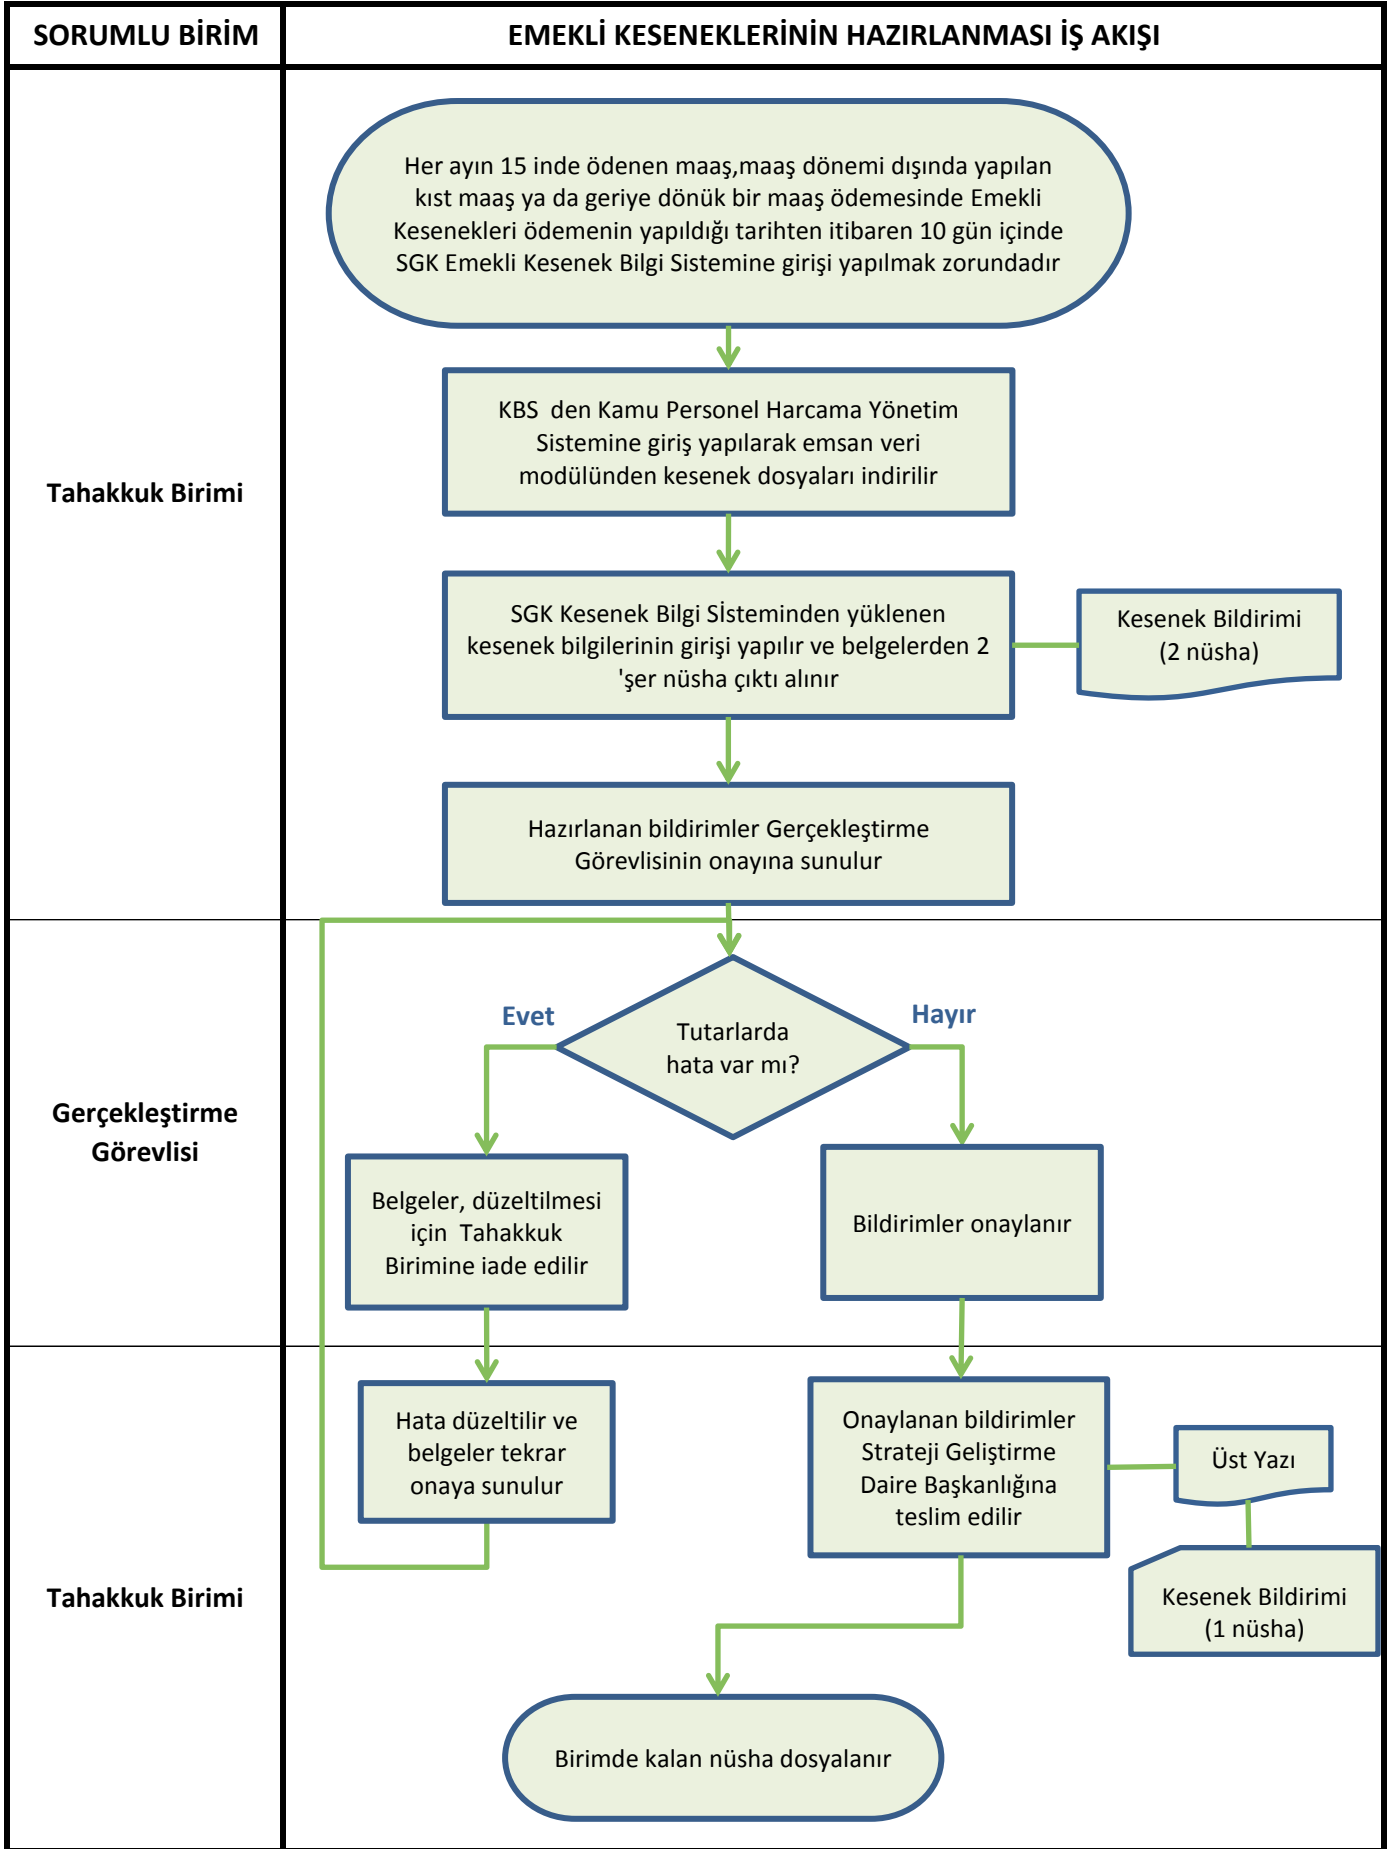 SORUMLU BİRİM
EMEKLİ KESENEKLERİNİN HAZIRLANMASI İŞ AKIŞI
Tahakkuk Birimi
Her ayın 15 inde ödenen maaş,maaş dönemi dışında yapılan
kıst maaş ya da geriye dönük bir maaş ödemesinde Emekli
Kesenekleri ödemenin yapıldığı tarihten itibaren 10 gün içinde
SGK Emekli Kesenek Bilgi Sistemine girişi yapılmak zorundadır
KBS  den Kamu Personel Harcama Yönetim
Sistemine giriş yapılarak emsan veri
modülünden kesenek dosyaları indirilir
SGK Kesenek Bilgi Sİsteminden yüklenen
kesenek bilgilerinin girişi yapılır ve belgelerden 2
'şer nüsha çıktı alınır
Kesenek Bildirimi
(2 nüsha)
Hazırlanan bildirimler Gerçekleştirme
Görevlisinin onayına sunulur
Gerçekleştirme
Görevlisi
Tutarlarda
hata var mı?
Evet
Hayır
Belgeler, düzeltilmesi
için  Tahakkuk
Birimine iade edilir
Bildirimler onaylanır
Tahakkuk Birimi
Hata düzeltilir ve
belgeler tekrar
onaya sunulur
Onaylanan bildirimler
Strateji Geliştirme
Daire Başkanlığına
teslim edilir
Üst Yazı
Kesenek Bildirimi
(1 nüsha)
Birimde kalan nüsha dosyalanır